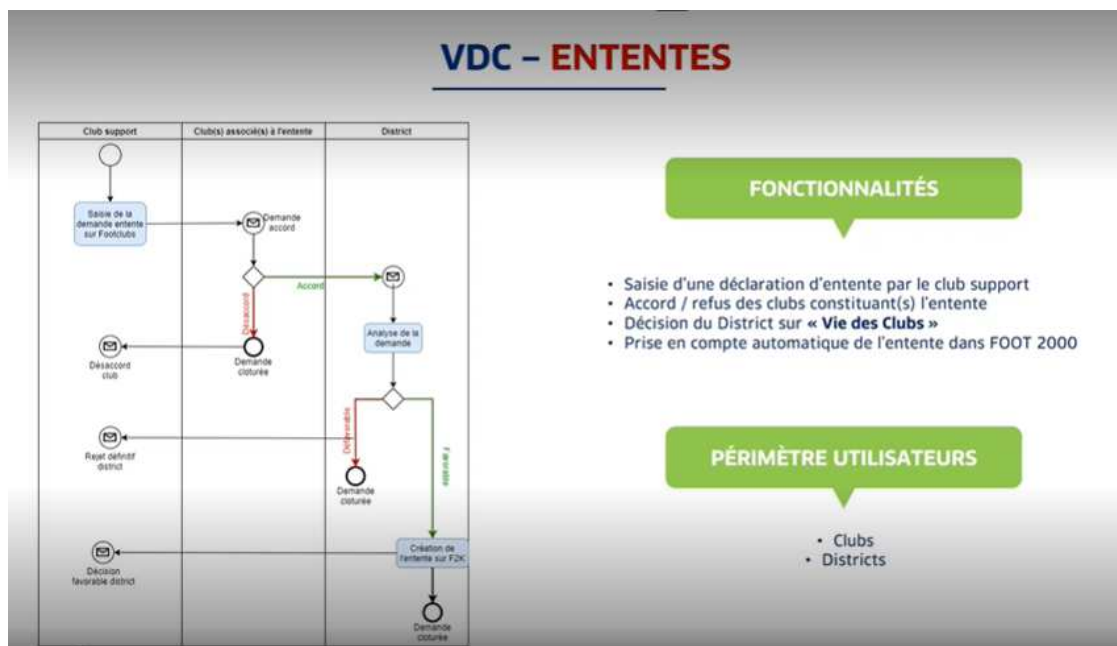 VDC – ENTENTES
Club support
Club(s) associé(s) à l'entente
District
Saisie de la
demande entente
sur Footclubs
Demande
accord
Accord
Désaccord
Demande
cloturée
Désaccord
club
Analyse de la
demande
Défavorable
Favorable
Rejet définitif
district
Demande
cloturée
Création de
l'entente sur F2K
Décision
favorable district
Demande
cloturée
FONCTIONNALITÉS
• Saisie d'une déclaration d'entente par le club support
• Accord / refus des clubs constituant(s) l'entente
• Décision du District sur « Vie des Clubs »
• Prise en compte automatique de l'entente dans FOOT 2000
PÉRIMÈTRE UTILISATEURS
• Clubs
• Districts